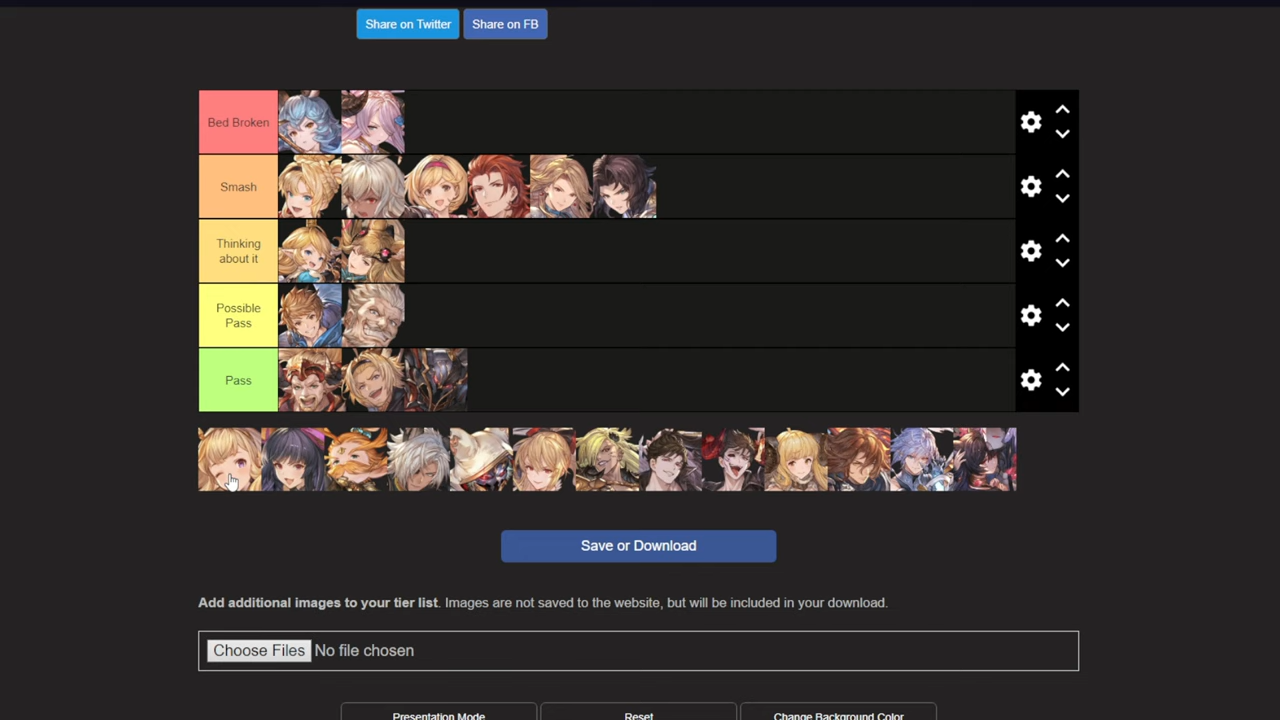 Share on Twitter
Share on FB
Bed Broken
Smash
Thinking
about it
Possible
Pass
Pass
Save or Download
Add additional images to your tier list. Images are not saved to the website, but will be included in your download.
Choose Files No file chosen
Presentation Mode
Reset
Change Background Color